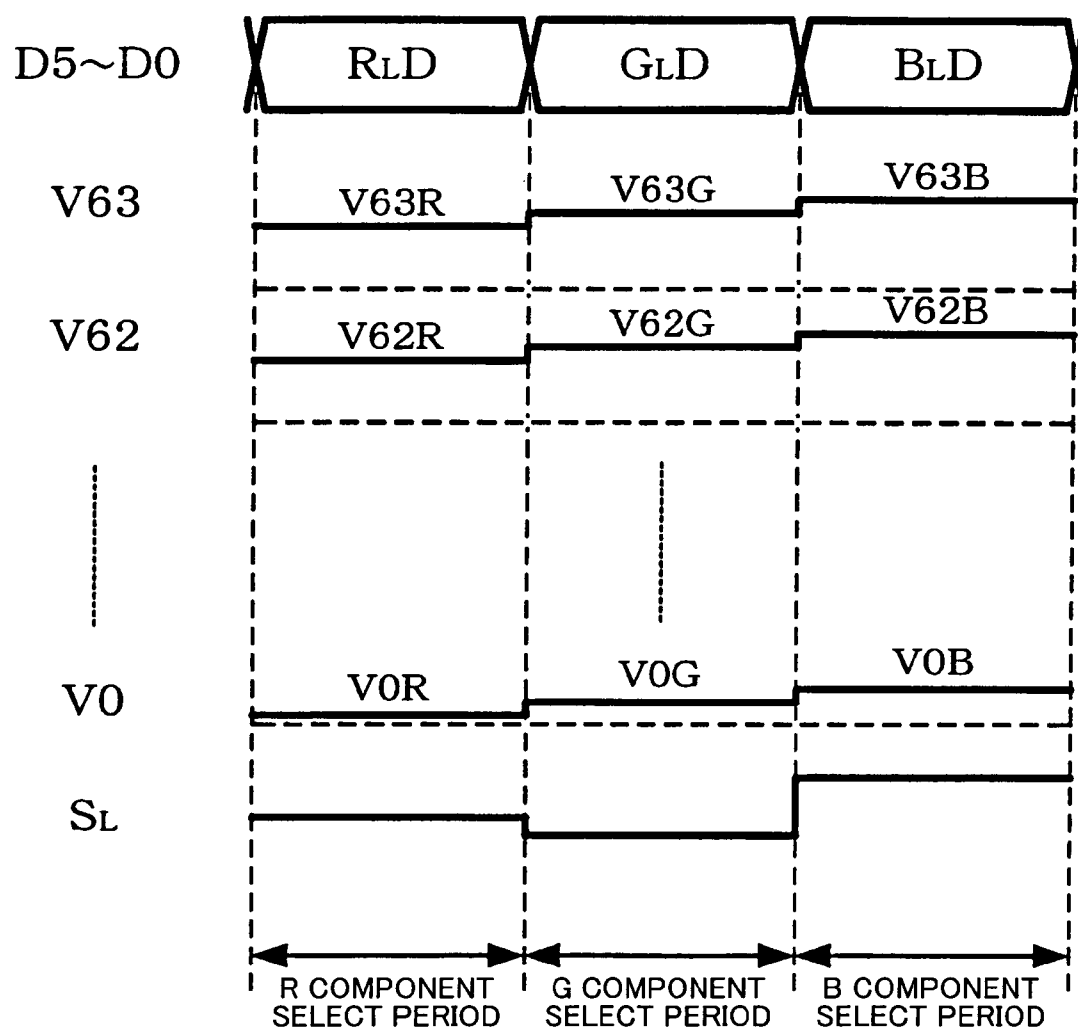 D5~D0 RLD GLD BLD
V63 V63R V63G V63B
V62 V62R V62G V62B
V0 V0R V0G V0B
SL
R COMPONENT SELECT PERIOD
G COMPONENT SELECT PERIOD
B COMPONENT SELECT PERIOD